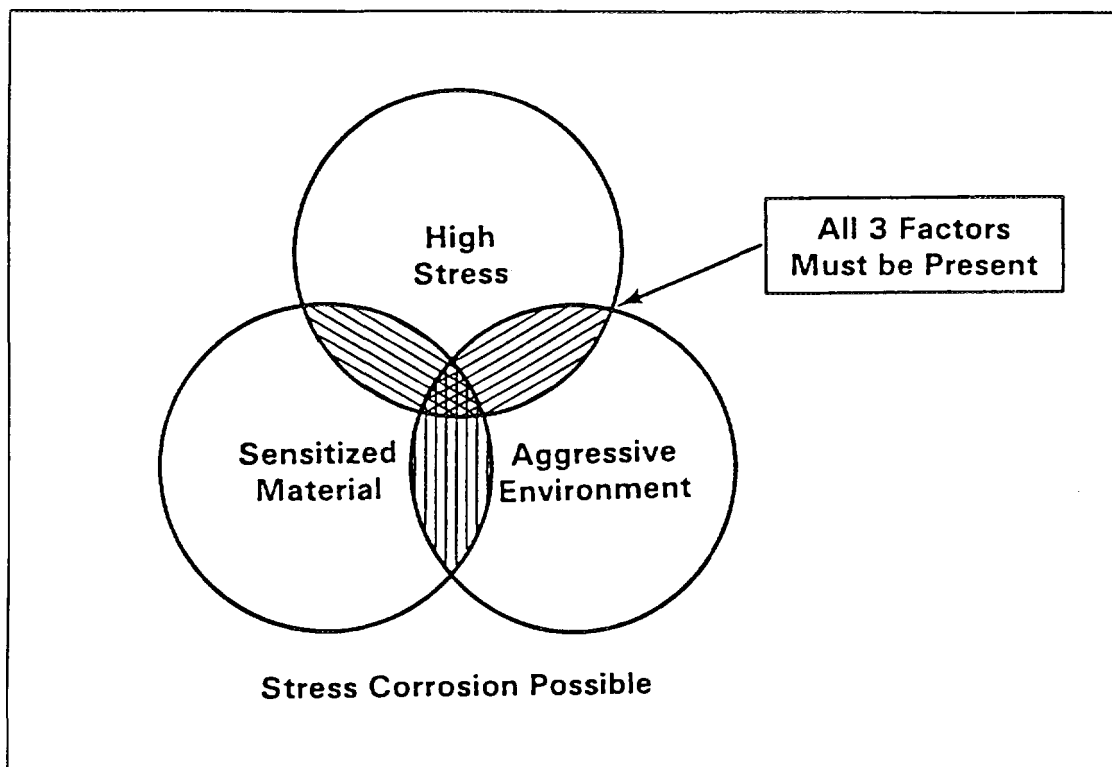 High
Stress
All 3 Factors
Must be Present
Sensitized
Material
Aggressive
Environment
Stress Corrosion Possible